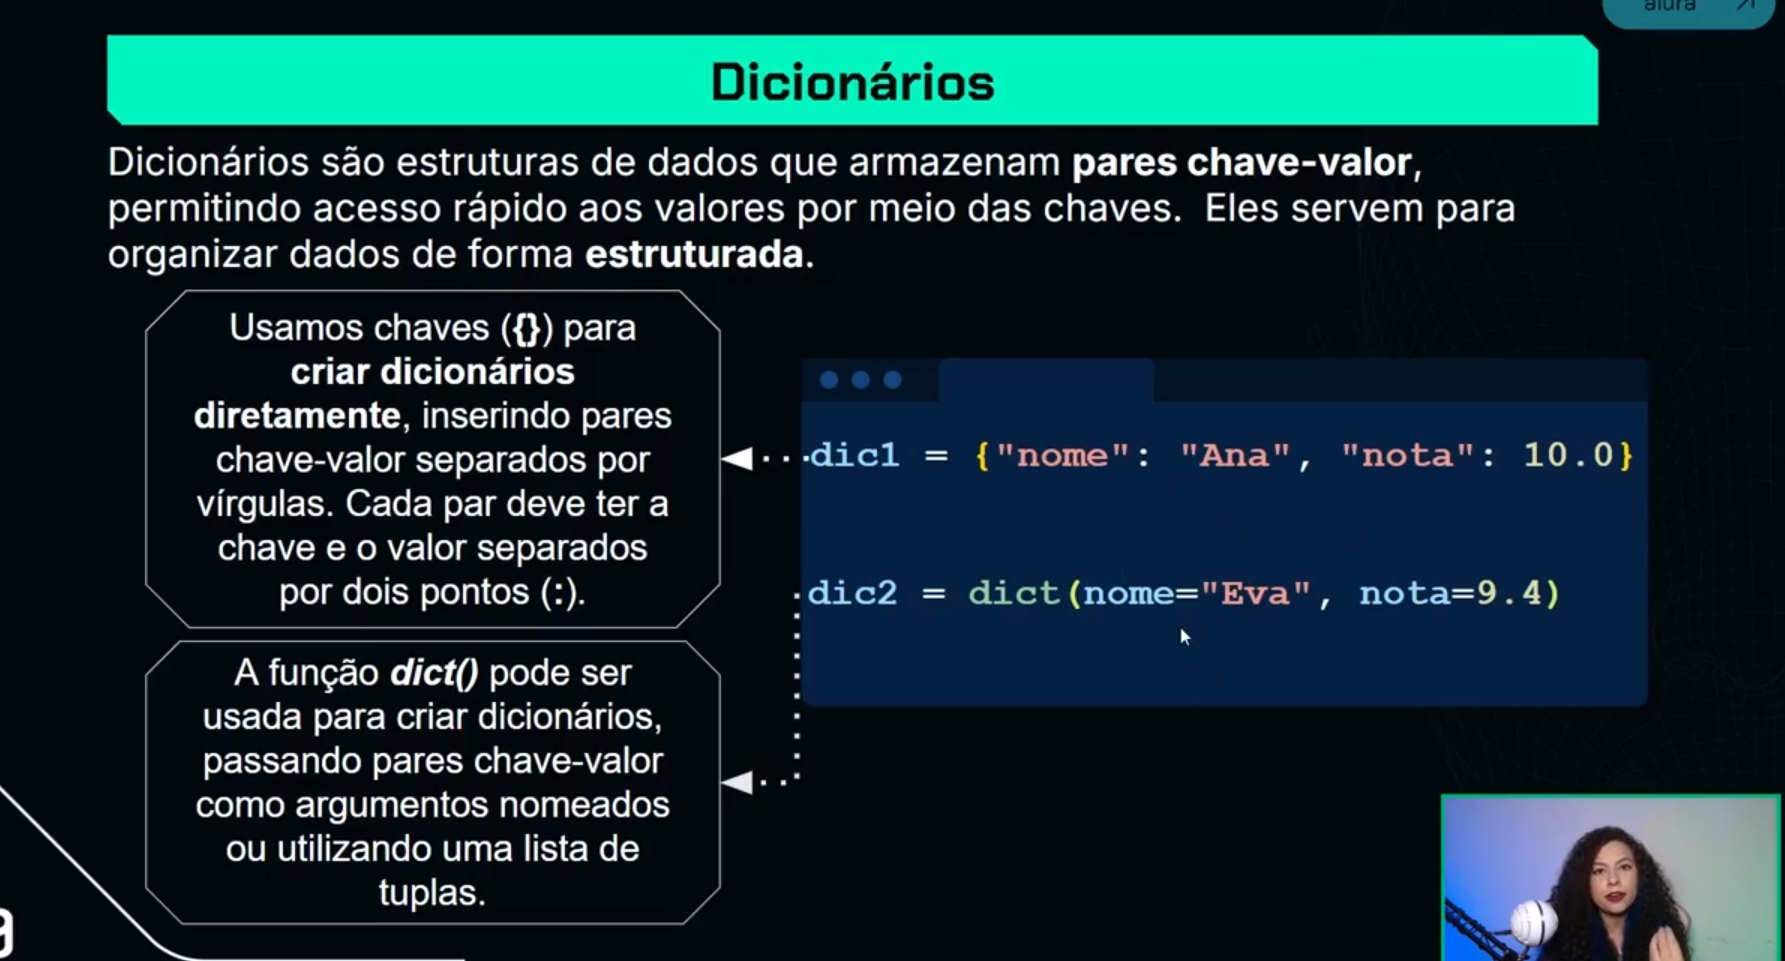 alura
Dicionários
Dicionários são estruturas de dados que armazenam pares chave-valor,
permitindo acesso rápido aos valores por meio das chaves.  Eles servem para
organizar dados de forma estruturada.
Usamos chaves ({}) para
criar dicionários
diretamente, inserindo pares
chave-valor separados por
vírgulas. Cada par deve ter a
chave e o valor separados
por dois pontos (:).
dic1 = {"nome": "Ana", "nota": 10.0}
dic2 = dict(nome="Eva", nota=9.4)
A função dict() pode ser
usada para criar dicionários,
passando pares chave-valor
como argumentos nomeados
ou utilizando uma lista de
tuplas.